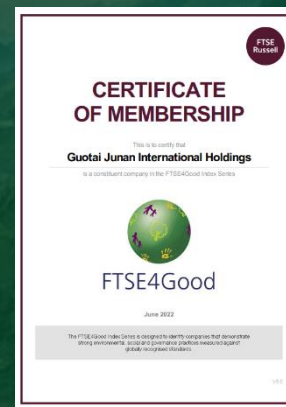 FTSE
Russell
CERTIFICATE
OF MEMBERSHIP
This is to certify that
Guotai Junan International Holdings
is a constituent company in the FTSE4Good Index Series
FTSE4Good
June 2022
The FTSE4Good Index Series is designed to identify companies that demonstrate
strong environmental, social and governance practices measured against
globally recognised standards.